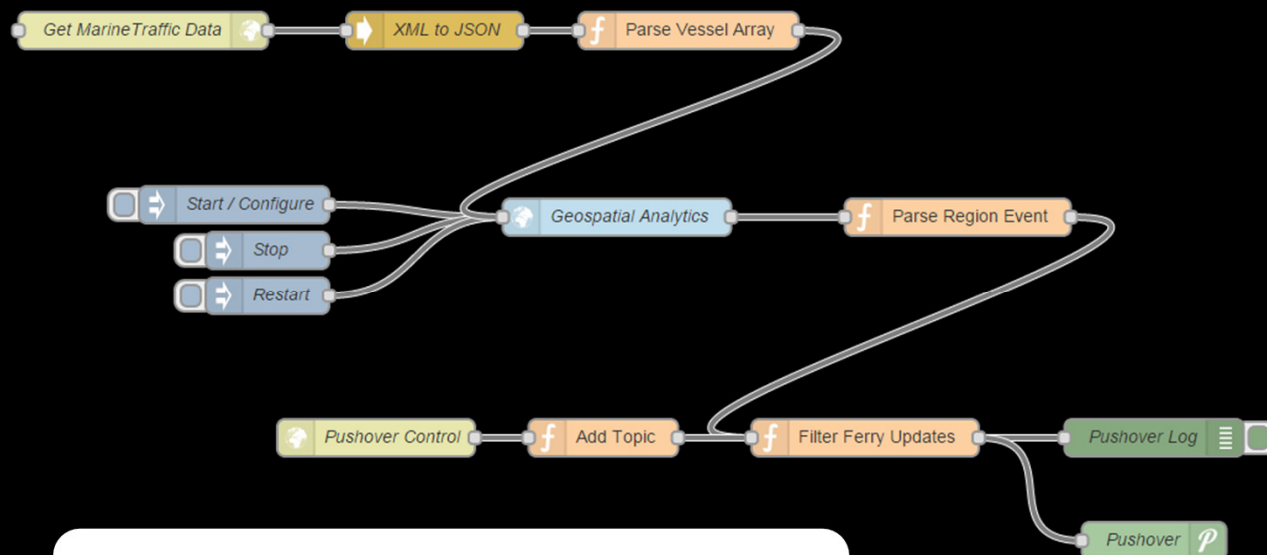 Get MarineTraffic Data
XML to JSON
Parse Vessel Array
Start / Configure
Geospatial Analytics
Parse Region Event
Stop
Restart
Pushover Control
Add Topic
Filter Ferry Updates
Pushover Log
Pushover